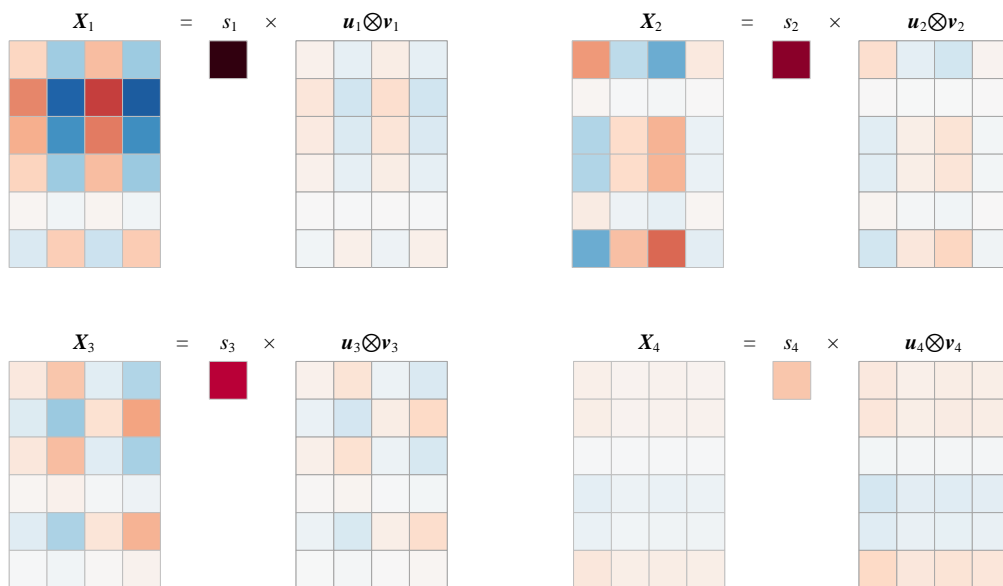 X₁ = s₁ × u₁⊗v₁
X₂ = s₂ × u₂⊗v₂
X₃ = s₃ × u₃⊗v₃
X₄ = s₄ × u₄⊗v₄